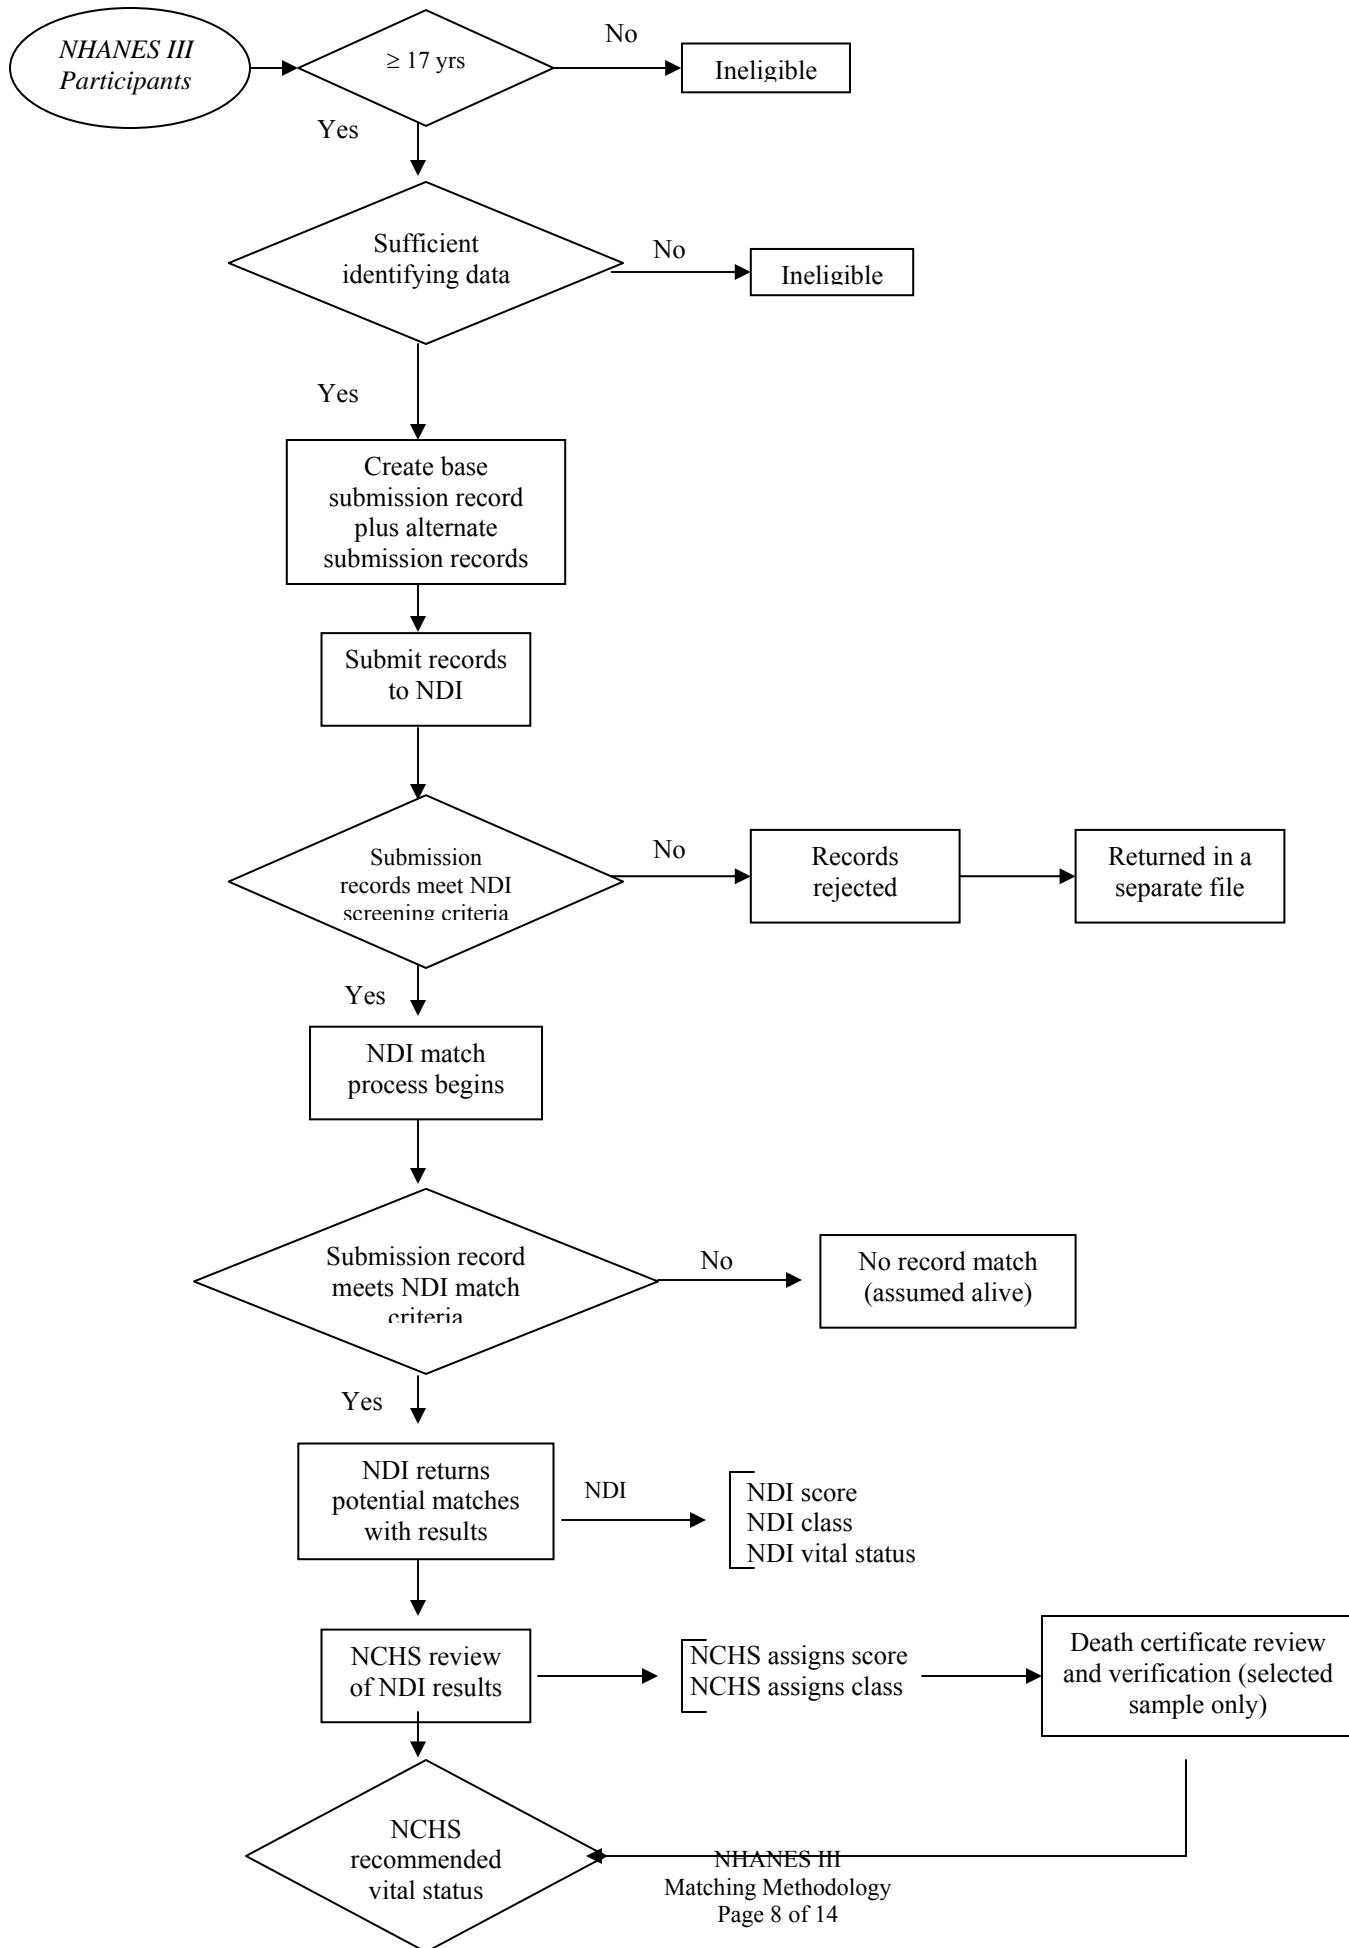 NHANES III
Participants
≥ 17 yrs
No
Ineligible
Yes
Sufficient
identifying data
No
Ineligible
Yes
Create base
submission record
plus alternate
submission records
Submit records
to NDI
Submission
records meet NDI
screening criteria
No
Records
rejected
Returned in a
separate file
Yes
NDI match
process begins
Submission record
meets NDI match
criteria
No
No record match
(assumed alive)
Yes
NDI returns
potential matches
with results
NDI
NDI score
NDI class
NDI vital status
NCHS review
of NDI results
NCHS assigns score
NCHS assigns class
Death certificate review
and verification (selected
sample only)
NCHS
recommended
vital status
NHANES III
Matching Methodology
Page 8 of 14